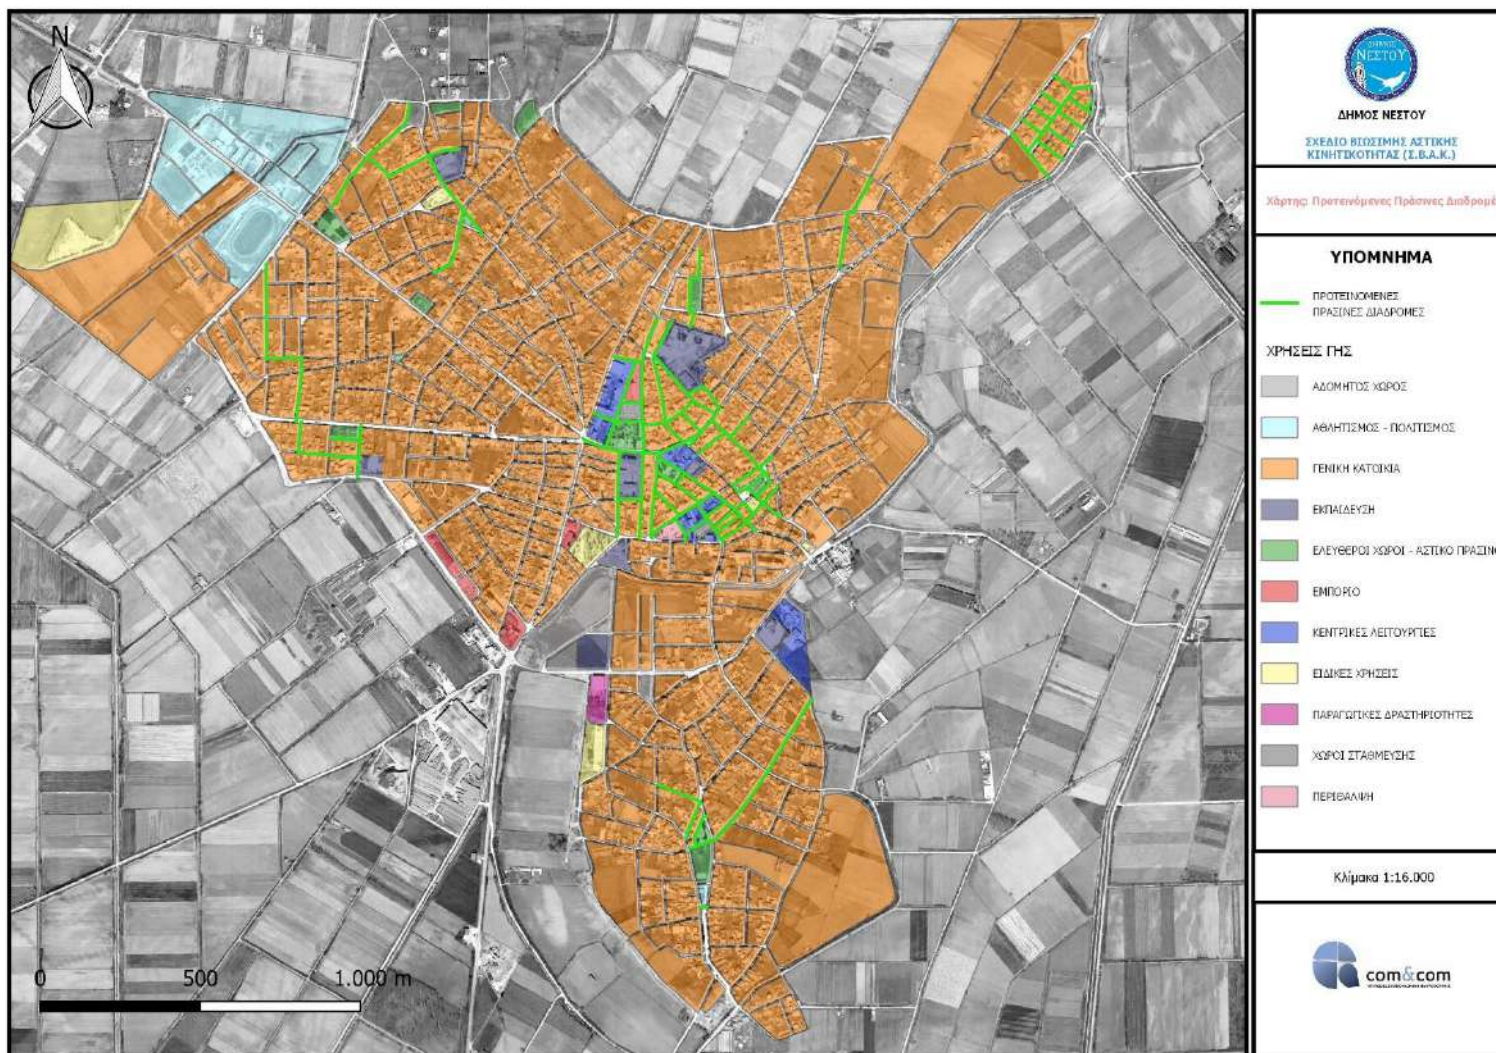 N
ΔΗΜΟΣ
ΝΕΣΤΟΥ
ΔΗΜΟΣ ΝΕΣΤΟΥ
ΣΧΕΔΙΟ ΒΙΩΣΙΜΗΣ ΑΣΤΙΚΗΣ
ΚΙΝΗΤΙΚΟΤΗΤΑΣ (Σ.Β.Α.Κ.)
Χάρτης: Προτεινόμενες Πράσινες Διαδρομέ
ΥΠΟΜΝΗΜΑ
ΠΡΟΤΕΙΝΟΜΕΝΕΣ
ΠΡΑΣΙΝΕΣ ΔΙΑΔΡΟΜΕΣ
ΧΡΗΣΕΙΣ ΓΗΣ
ΑΔΟΜΗΤΟΣ ΧΩΡΟΣ
ΑΘΛΗΤΙΣΜΟΣ - ΠΟΛΙΤΙΣΜΟΣ
ΓΕΝΙΚΗ ΚΑΤΟΙΚΙΑ
ΕΚΠΑΙΔΕΥΣΗ
ΕΛΕΥΘΕΡΟΙ ΧΩΡΟΙ - ΑΣΤΙΚΟ ΠΡΑΣΙΝΟ
ΕΜΠΟΡΙΟ
ΚΕΝΤΡΙΚΕΣ ΛΕΙΤΟΥΡΓΙΕΣ
ΕΙΔΙΚΕΣ ΧΡΗΣΕΙΣ
ΠΑΡΑΓΩΓΙΚΕΣ ΔΡΑΣΤΗΡΙΟΤΗΤΕΣ
ΧΩΡΟΙ ΣΤΑΘΜΕΥΣΗΣ
ΠΕΡΙΘΑΛΨΗ
Κλίμακα 1:16.000
com&com
0 500 1.000 m